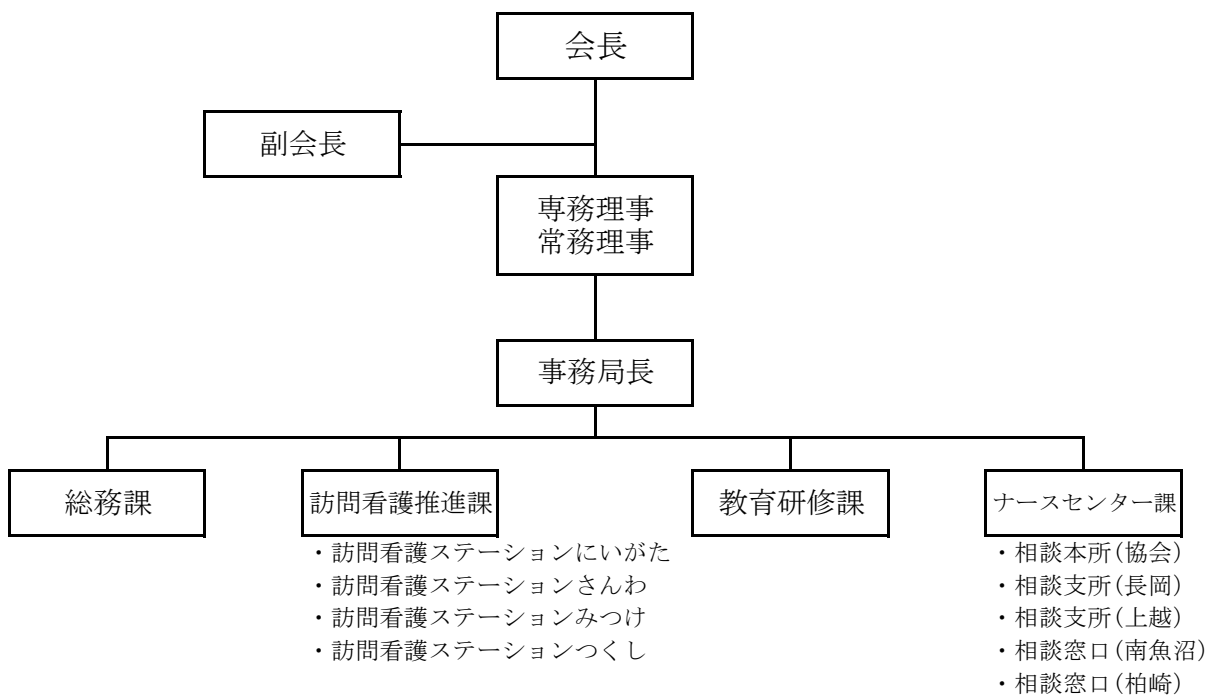 会長
副会長
専務理事
常務理事
事務局長
総務課
訪問看護推進課
・訪問看護ステーションにいがた
・訪問看護ステーションさんわ
・訪問看護ステーションみつけ
・訪問看護ステーションつくし
教育研修課
ナースセンター課
・相談本所(協会)
・相談支所(長岡)
・相談支所(上越)
・相談窓口(南魚沼)
・相談窓口(柏崎)